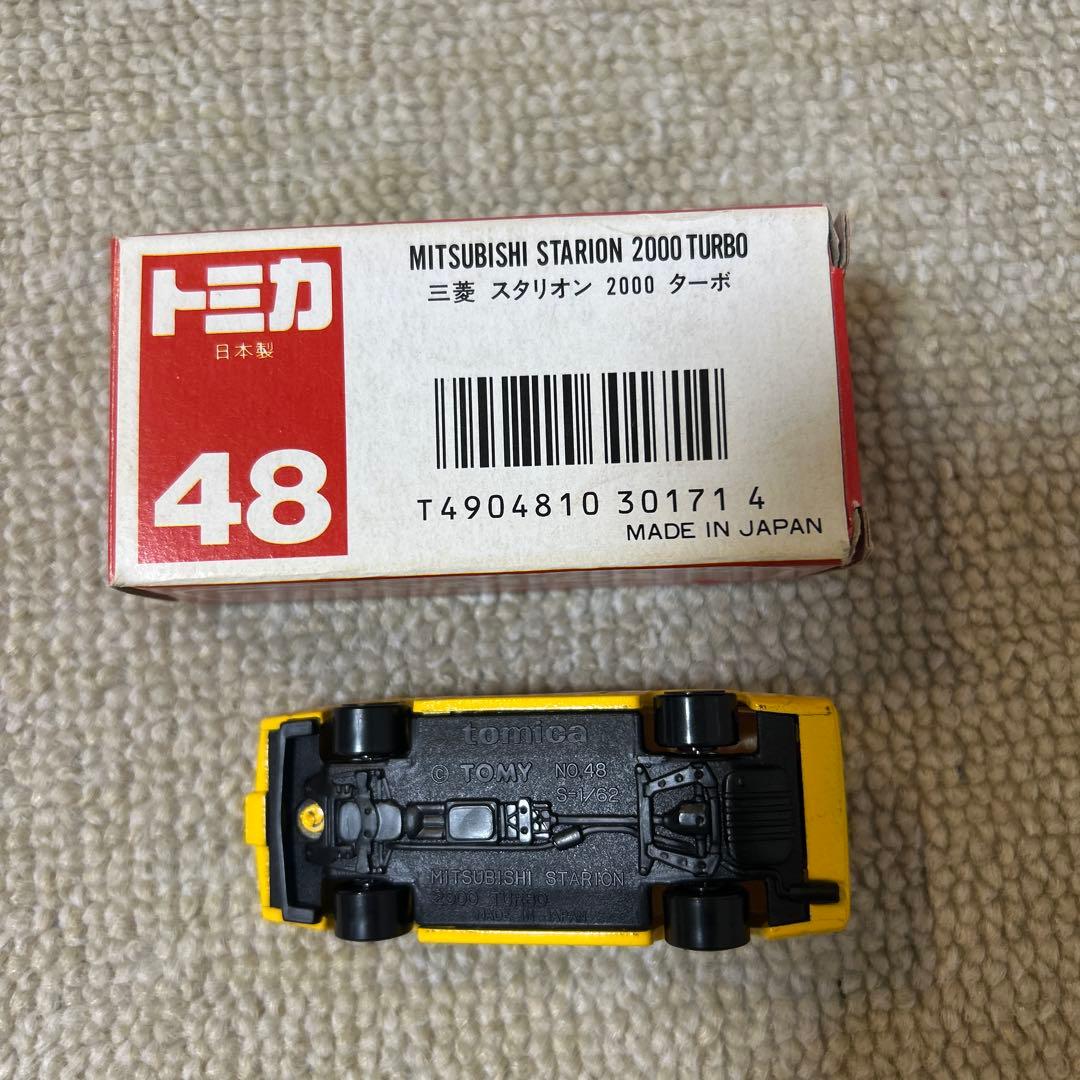 トミカ
日本製
48
MITSUBISHI STARION 2000 TURBO
三菱 スタリオン 2000 ターボ
T4904810 30171 4
MADE IN JAPAN
tomica
© TOMY NO.48
S=1/62
MITSUBISHI STARION
2000 TURBO
MADE IN JAPAN